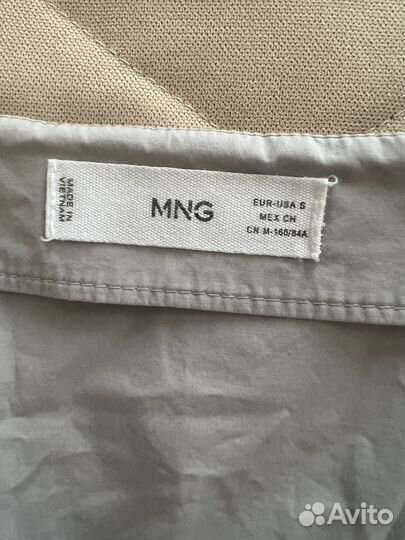 MADE IN
VIETNAM
MNG
EUR-USA S
MEX CH
CN M-160/84A
Avito